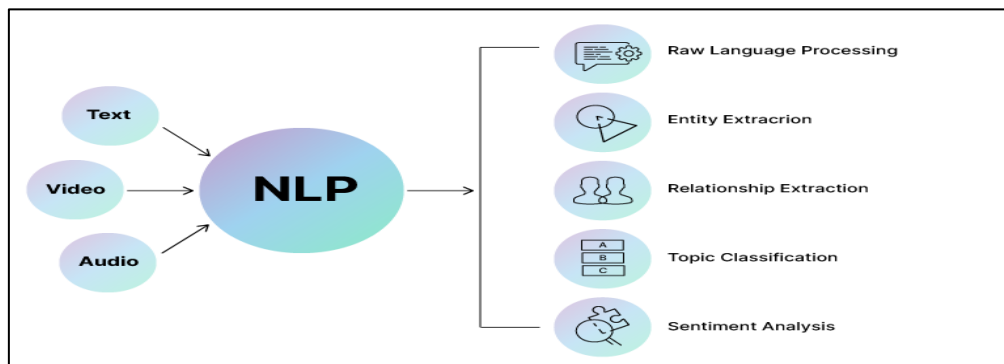 Text
Video
Audio
NLP
Raw Language Processing
Entity Extracrion
Relationship Extraction
A
B
C
Topic Classification
Sentiment Analysis